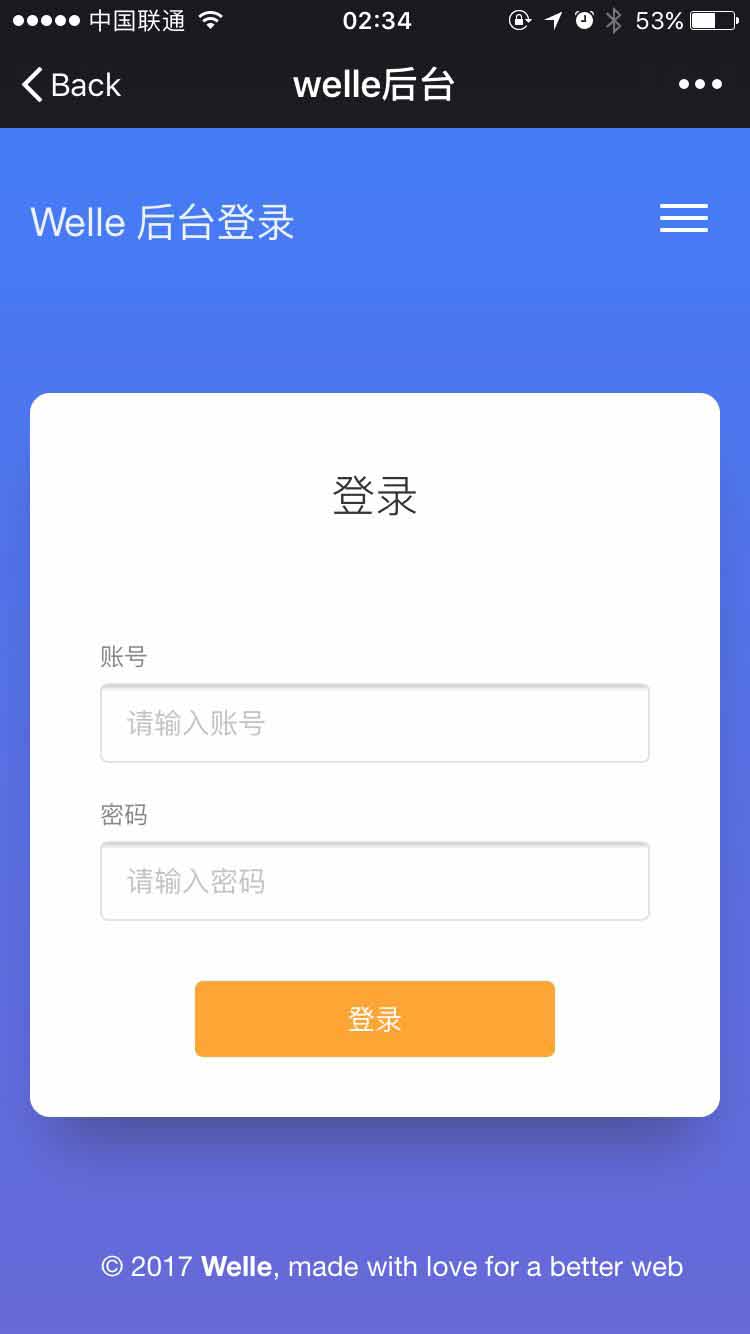 中国联通 02:34 53%
Back welle后台
Welle 后台登录
登录
账号
请输入账号
密码
请输入密码
登录
© 2017 Welle, made with love for a better web